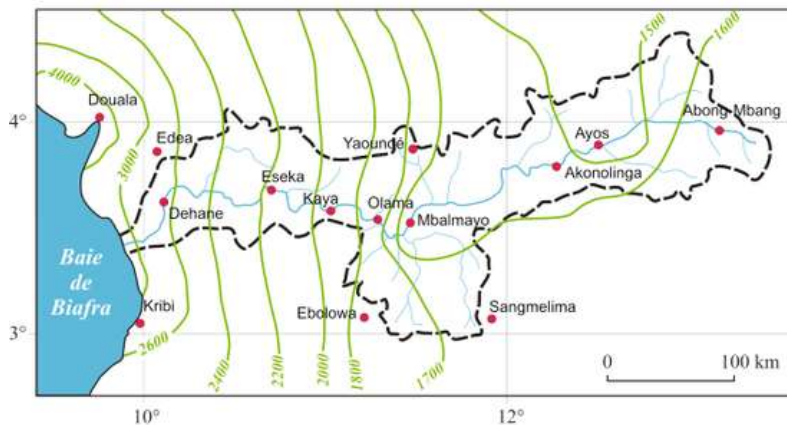 4000
1500
1600
Douala
4°
Edea
3000
Yaoundé
Ayos
Abong Mbang
Akonolinga
Eseka
Kaya
Olama
Dehane
Mbalmayo
Baie
de
Biafra
Kribi
Ebolowa
Sangmelima
3°
2600
2400
2200
2000
1800
1700
0 100 km
10° 12°